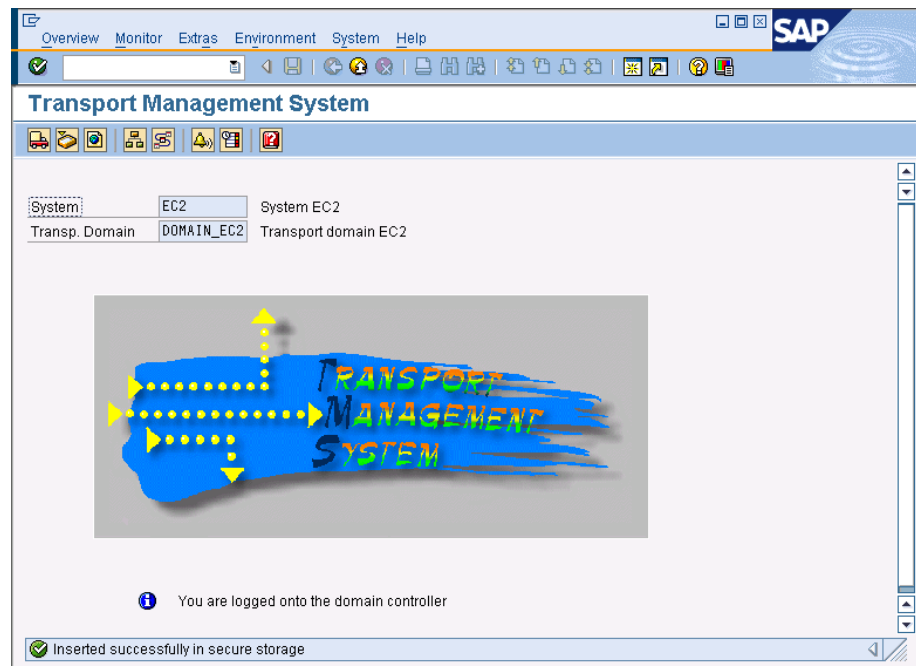 SAP
Overview Monitor Extras Environment System Help
Transport Management System
System EC2 System EC2
Transp. Domain DOMAIN_EC2 Transport domain EC2
TRANSPORT
MANAGEMENT
SYSTEM
You are logged onto the domain controller
Inserted successfully in secure storage